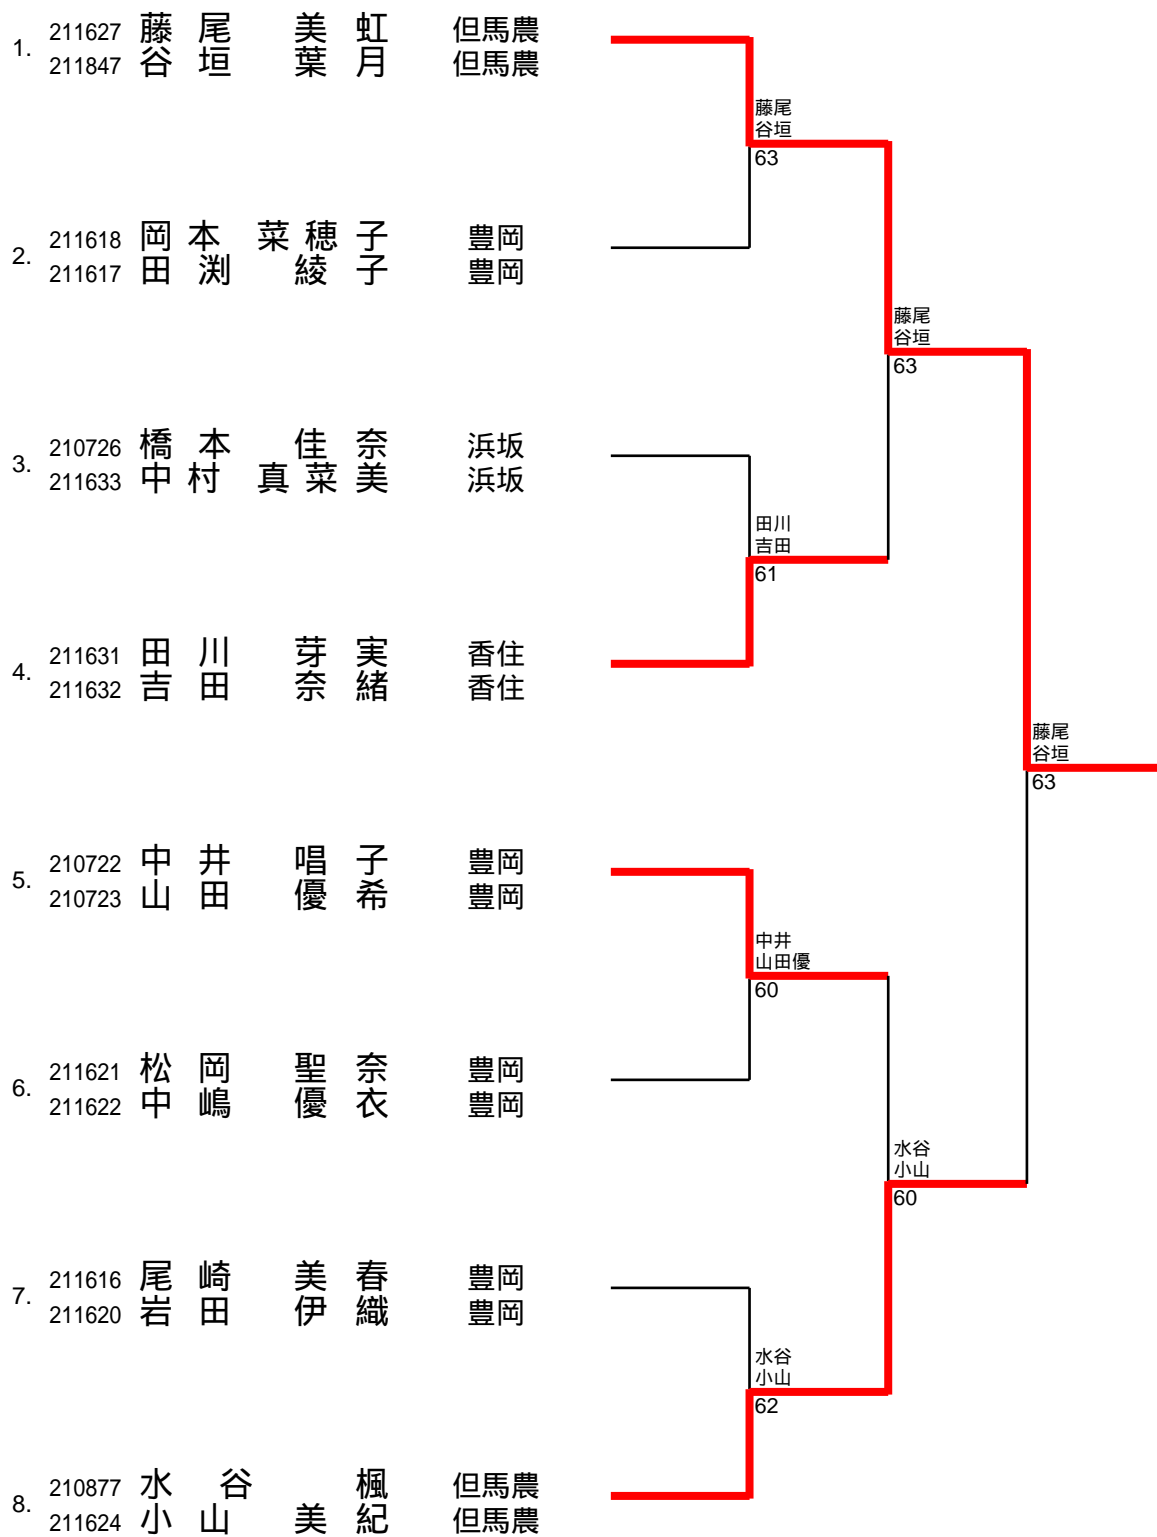 1. 211627 藤尾 美虹 但馬農
211847 谷垣 葉月 但馬農
藤尾
谷垣
63
2. 211618 岡本 菜穂子 豊岡
211617 田渕 綾子 豊岡
藤尾
谷垣
63
3. 210726 橋本 佳奈 浜坂
211633 中村 真菜美 浜坂
田川
吉田
61
4. 211631 田川 芽実 香住
211632 吉田 奈緒 香住
藤尾
谷垣
63
5. 210722 中井 唱子 豊岡
210723 山田 優希 豊岡
中井
山田優
60
6. 211621 松岡 聖奈 豊岡
211622 中嶋 優衣 豊岡
水谷
小山
60
7. 211616 尾崎 美春 豊岡
211620 岩田 伊織 豊岡
水谷
小山
62
8. 210877 水谷 楓 但馬農
211624 小山 美紀 但馬農